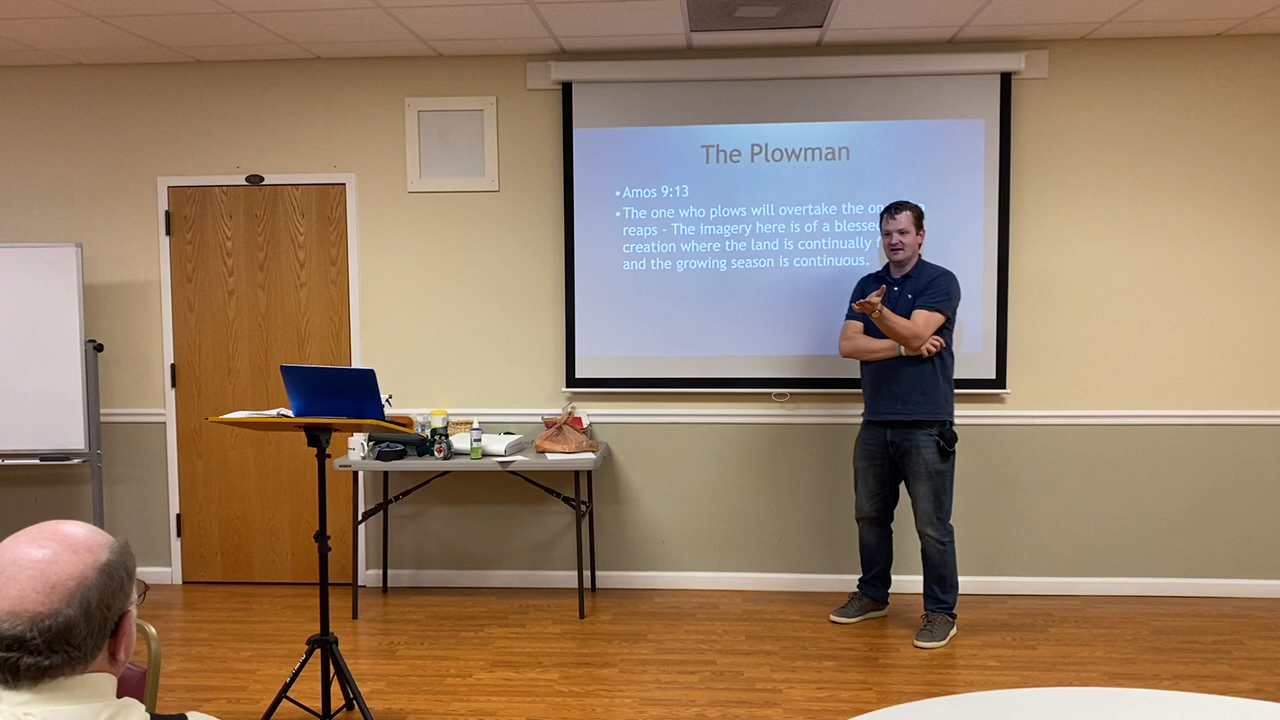 The Plowman
• Amos 9:13
• The one who plows will overtake the
reaps - The imagery here is of a blessed
creation where the land is continually
and the growing season is continuous.